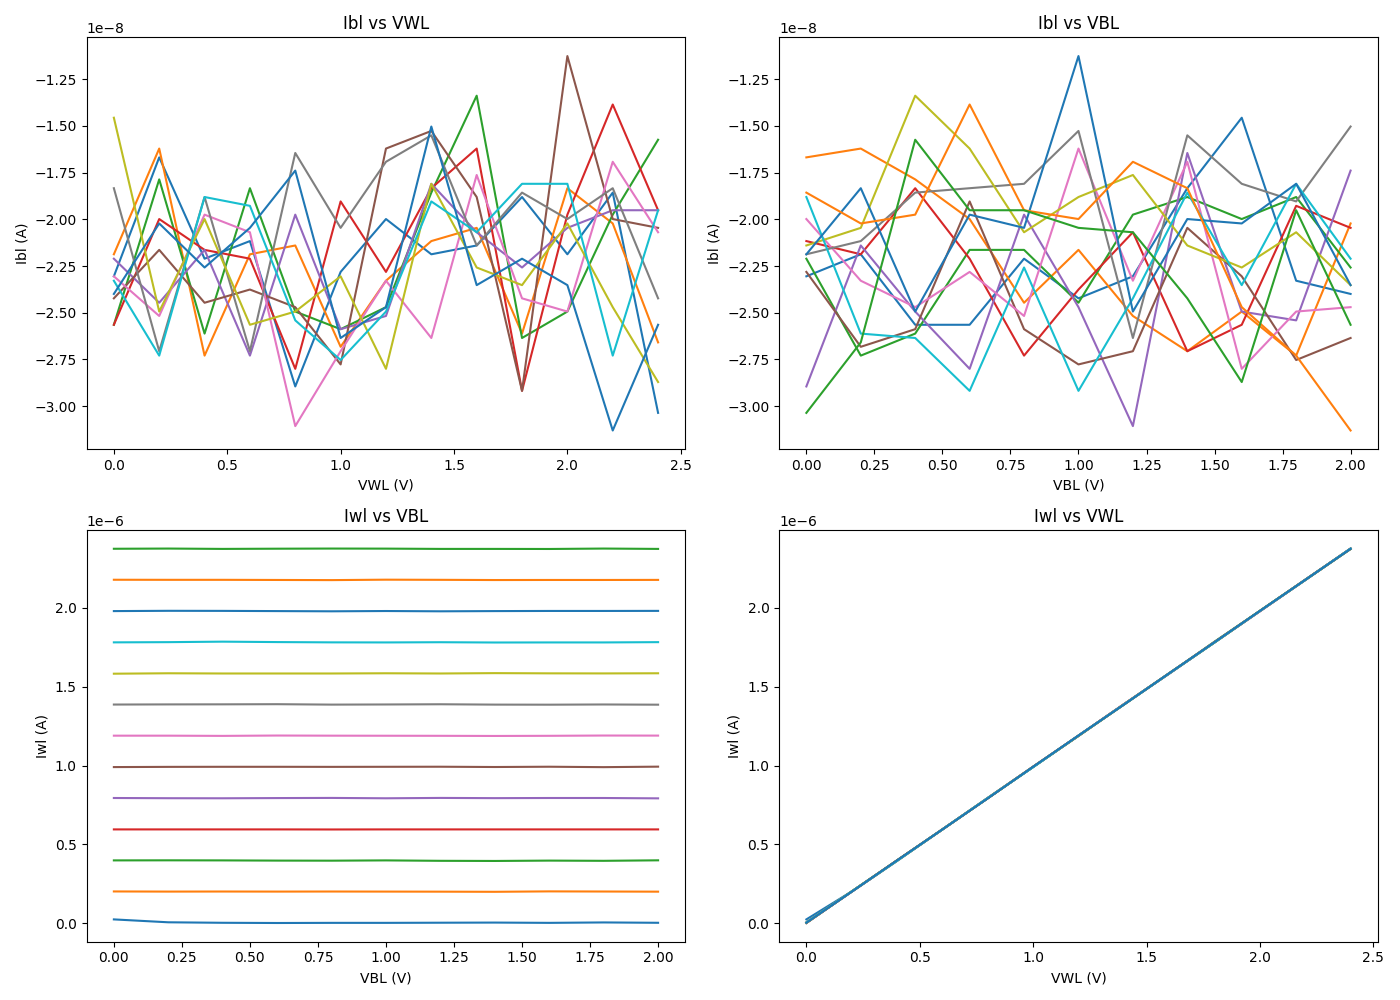 Ibl vs VWL
1e−8
−1.25
−1.50
−1.75
−2.00
−2.25
−2.50
−2.75
−3.00
Ibl (A)
0.0 0.5 1.0 1.5 2.0 2.5
VWL (V)
Ibl vs VBL
1e−8
−1.25
−1.50
−1.75
−2.00
−2.25
−2.50
−2.75
−3.00
Ibl (A)
0.00 0.25 0.50 0.75 1.00 1.25 1.50 1.75 2.00
VBL (V)
Iwl vs VBL
1e−6
2.0
1.5
1.0
0.5
0.0
Iwl (A)
0.00 0.25 0.50 0.75 1.00 1.25 1.50 1.75 2.00
VBL (V)
Iwl vs VWL
1e−6
2.0
1.5
1.0
0.5
0.0
Iwl (A)
0.0 0.5 1.0 1.5 2.0 2.5
VWL (V)